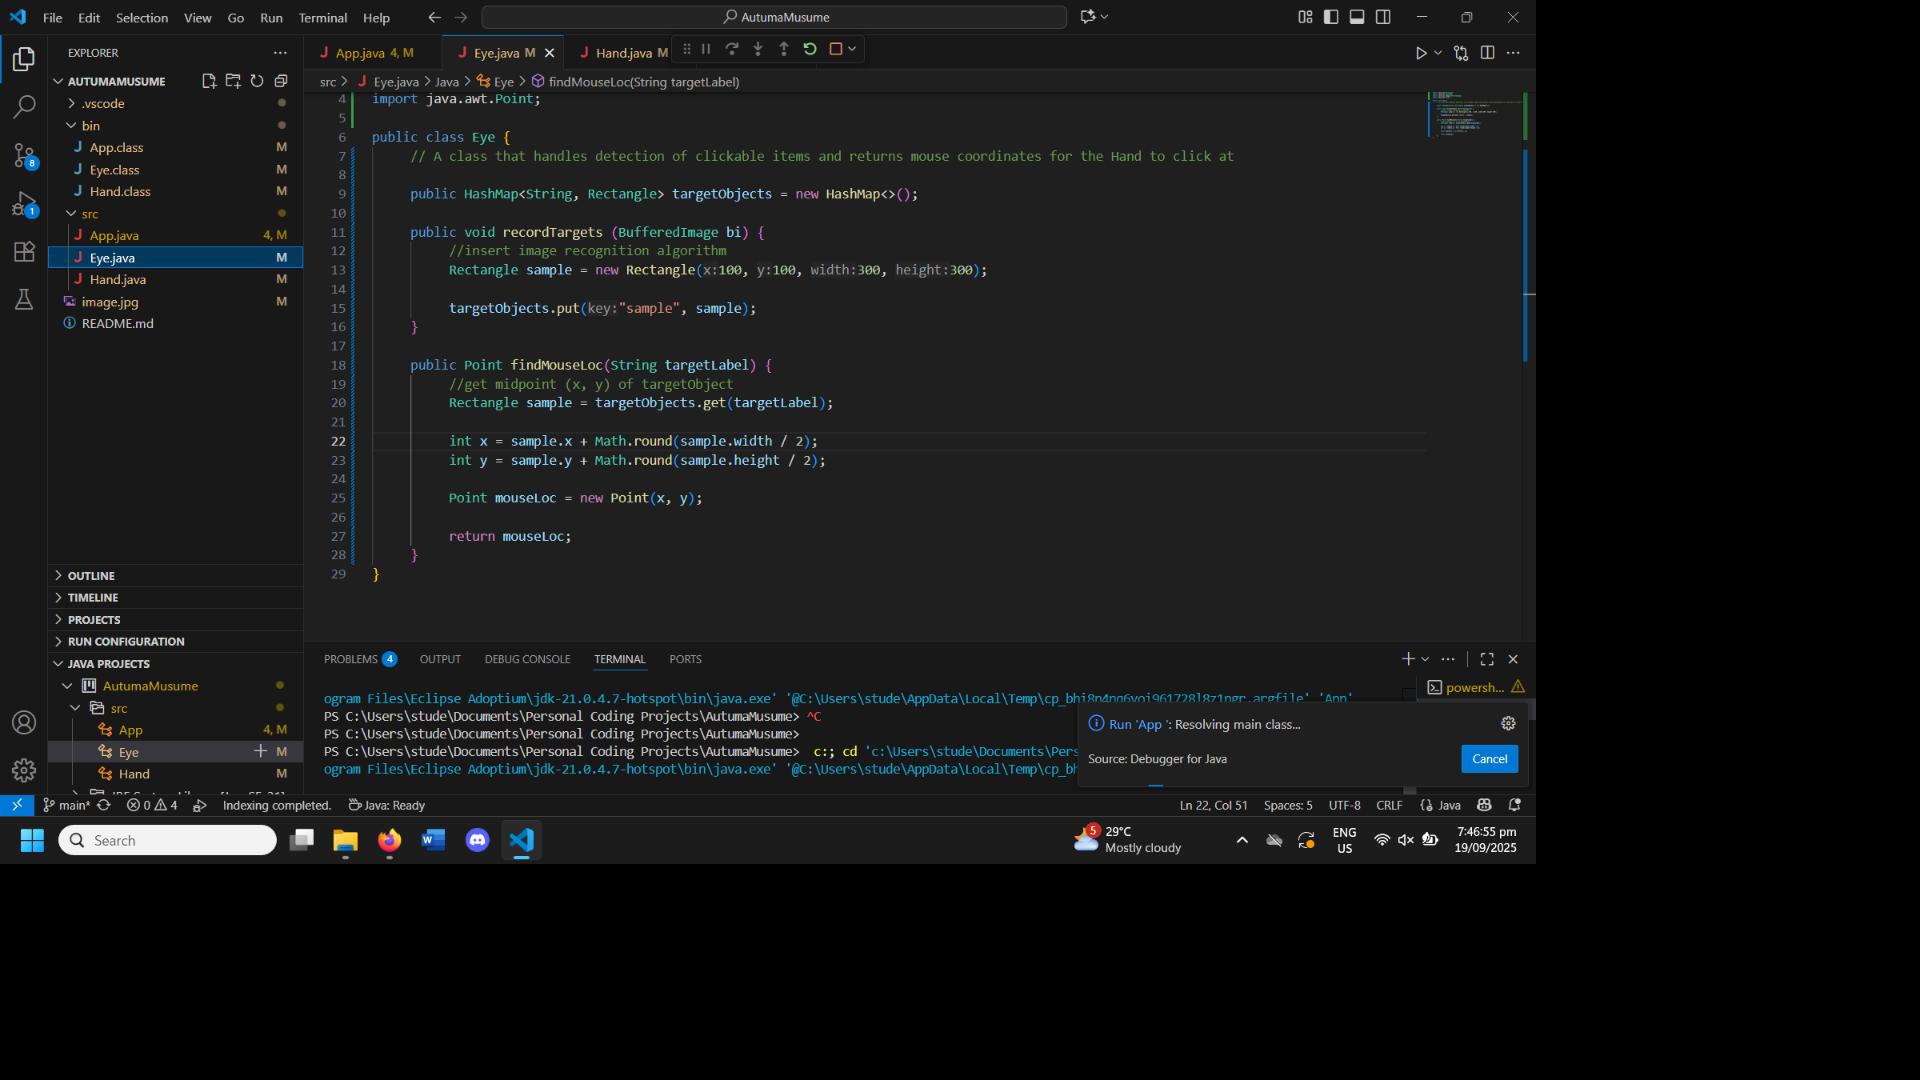 File Edit Selection View Go Run Terminal Help
AutumaMusume
EXPLORER
AUTUMAMUSUME
.vscode
bin
App.class M
Eye.class M
Hand.class M
src
App.java 4, M
Eye.java M
Hand.java M
image.jpg M
README.md
OUTLINE
TIMELINE
PROJECTS
RUN CONFIGURATION
JAVA PROJECTS
AutumaMusume
src
App 4, M
Eye M
Hand M
App.java 4, M
Eye.java M
Hand.java M
src > Eye.java > Java > Eye > findMouseLoc(String targetLabel)
4 import java.awt.Point;
5
6 public class Eye {
7 // A class that handles detection of clickable items and returns mouse coordinates for the Hand to click at
8
9 public HashMap<String, Rectangle> targetObjects = new HashMap<>();
10
11 public void recordTargets (BufferedImage bi) {
12 //insert image recognition algorithm
13 Rectangle sample = new Rectangle(x:100, y:100, width:300, height:300);
14
15 targetObjects.put(key:"sample", sample);
16 }
17
18 public Point findMouseLoc(String targetLabel) {
19 //get midpoint (x, y) of targetObject
20 Rectangle sample = targetObjects.get(targetLabel);
21
22 int x = sample.x + Math.round(sample.width / 2);
23 int y = sample.y + Math.round(sample.height / 2);
24
25 Point mouseLoc = new Point(x, y);
26
27 return mouseLoc;
28 }
29 }
PROBLEMS 4 OUTPUT DEBUG CONSOLE TERMINAL PORTS
powersh...
ogram Files\Eclipse Adoptium\jdk-21.0.4.7-hotspot\bin\java.exe' 'App'
PS C:\Users\stude\Documents\Personal Coding Projects\AutumaMusume> ^C
PS C:\Users\stude\Documents\Personal Coding Projects\AutumaMusume>
PS C:\Users\stude\Documents\Personal Coding Projects\AutumaMusume> c:; cd 'c:\Users\stude\Documents\Pers
ogram Files\Eclipse Adoptium\jdk-21.0.4.7-hotspot\bin\java.exe' '@C:\Users\stude\AppData\Local\Temp\cp_bh
Run 'App ': Resolving main class...
Source: Debugger for Java
Cancel
main* 0 4 Indexing completed. Java: Ready
Ln 22, Col 51 Spaces: 5 UTF-8 CRLF Java
Search
5
29°C
Mostly cloudy
ENG
US
7:46:55 pm
19/09/2025
8
1